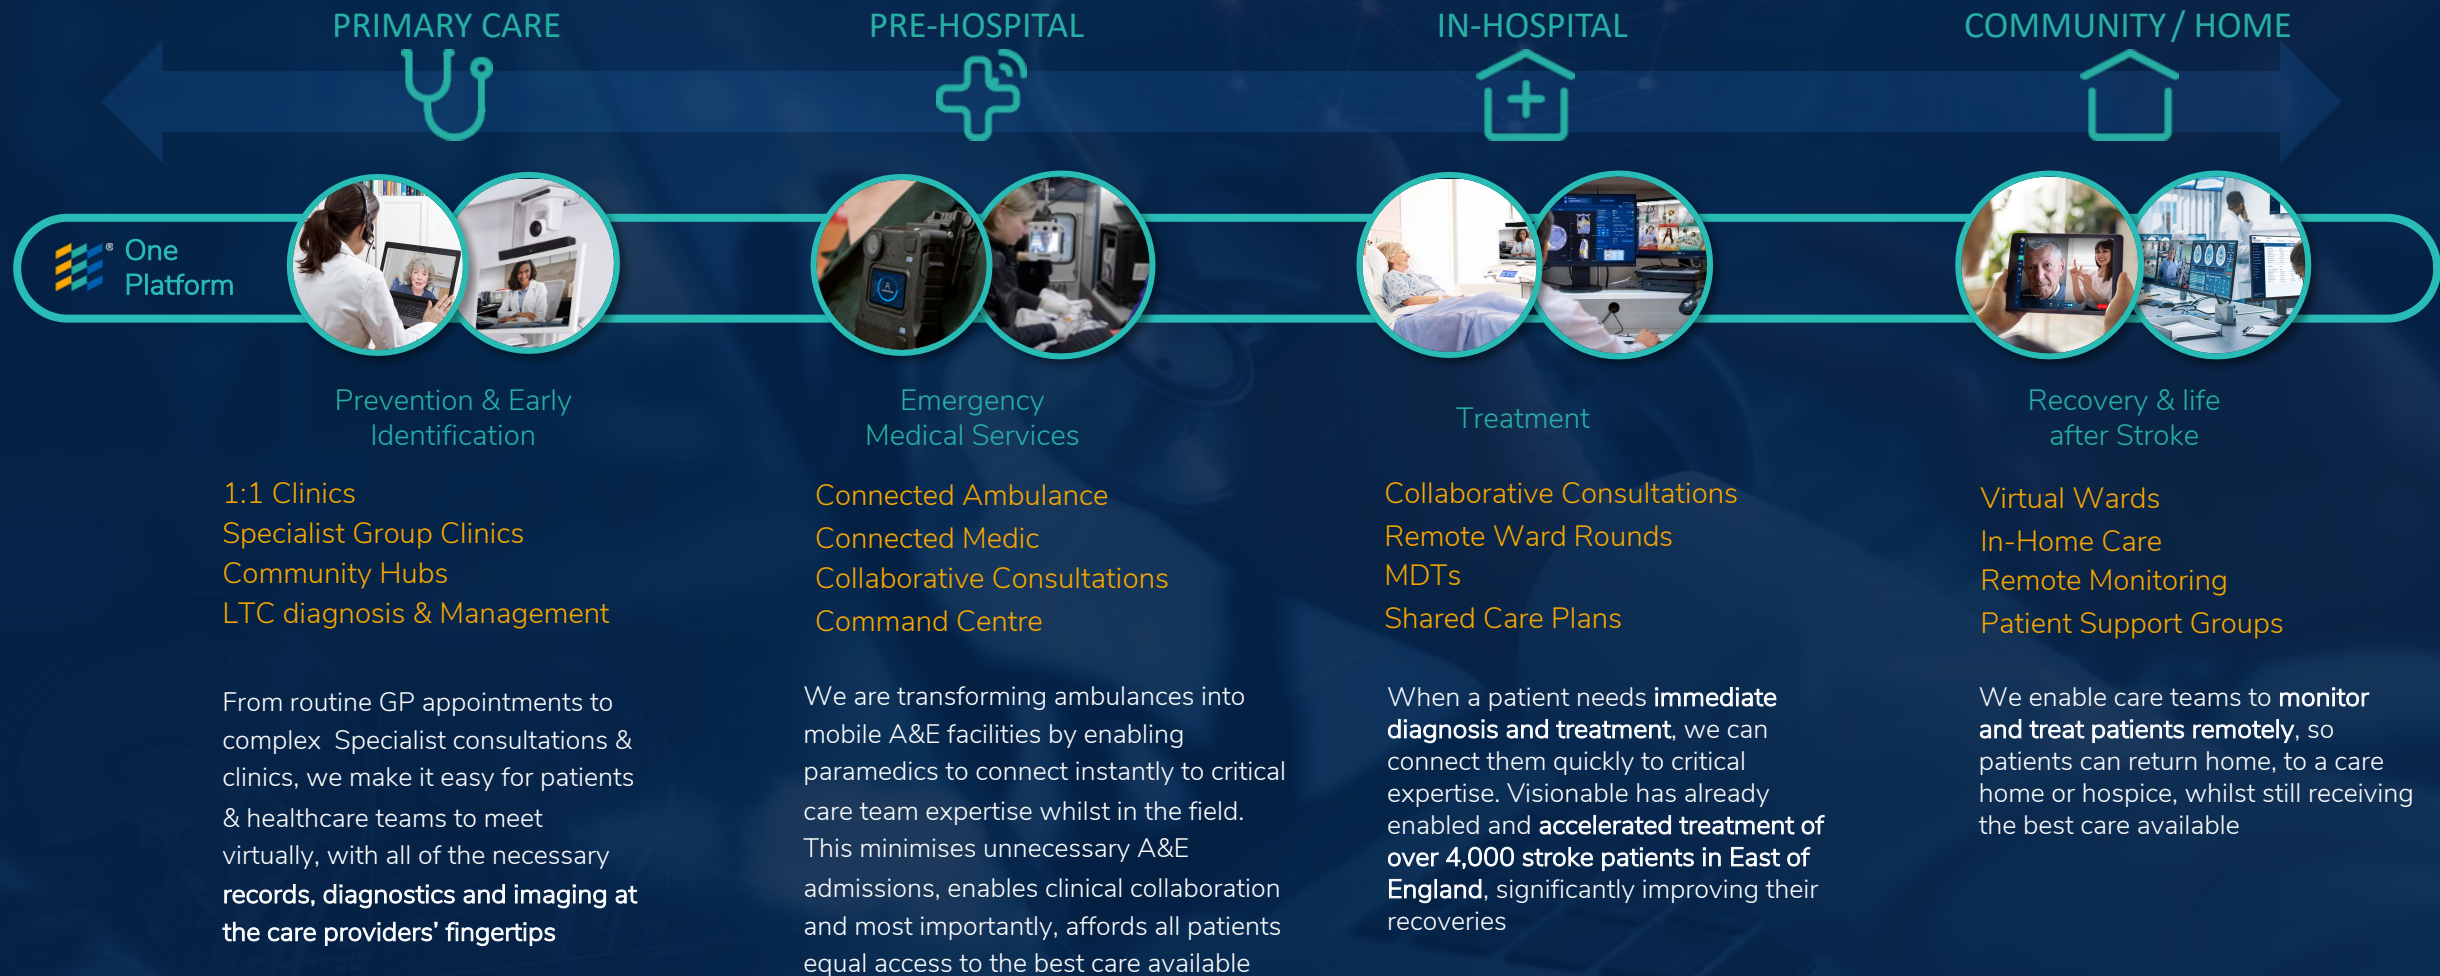 PRIMARY CARE
PRE-HOSPITAL
IN-HOSPITAL
COMMUNITY / HOME
® One
Platform
Prevention & Early
Identification
1:1 Clinics
Specialist Group Clinics
Community Hubs
LTC diagnosis & Management
From routine GP appointments to
complex Specialist consultations &
clinics, we make it easy for patients
& healthcare teams to meet
virtually, with all of the necessary
records, diagnostics and imaging at
the care providers’ fingertips
Emergency
Medical Services
Connected Ambulance
Connected Medic
Collaborative Consultations
Command Centre
We are transforming ambulances into
mobile A&E facilities by enabling
paramedics to connect instantly to critical
care team expertise whilst in the field.
This minimises unnecessary A&E
admissions, enables clinical collaboration
and most importantly, affords all patients
equal access to the best care available
Treatment
Collaborative Consultations
Remote Ward Rounds
MDTs
Shared Care Plans
When a patient needs immediate
diagnosis and treatment, we can
connect them quickly to critical
expertise. Visionable has already
enabled and accelerated treatment of
over 4,000 stroke patients in East of
England, significantly improving their
recoveries
Recovery & life
after Stroke
Virtual Wards
In-Home Care
Remote Monitoring
Patient Support Groups
We enable care teams to monitor
and treat patients remotely, so
patients can return home, to a care
home or hospice, whilst still receiving
the best care available